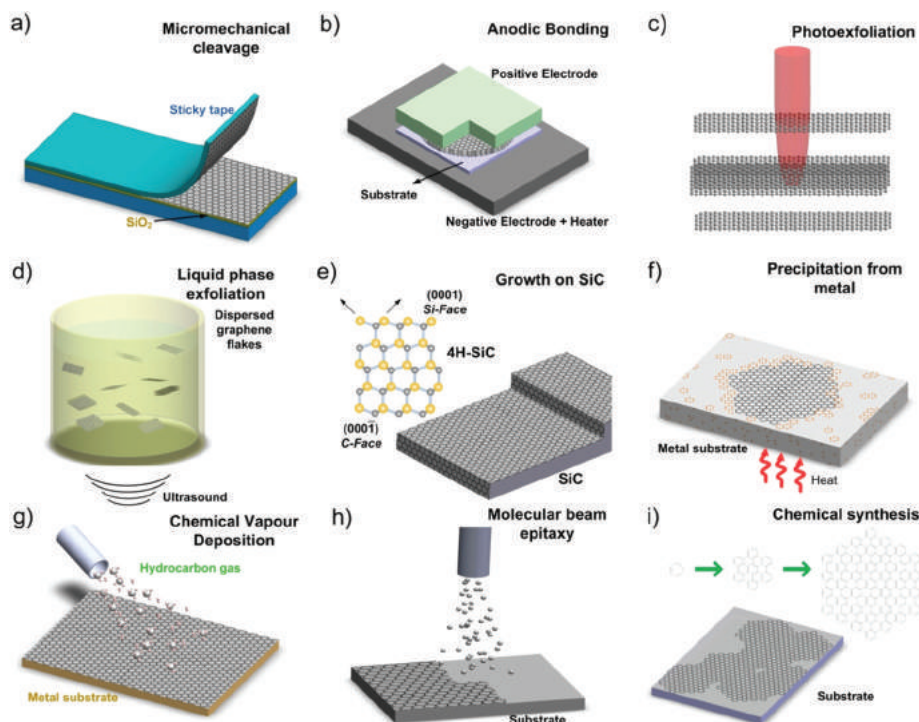 a)
Micromechanical
cleavage
Sticky tape
SiO₂
b)
Anodic Bonding
Positive Electrode
Substrate
Negative Electrode + Heater
c)
Photoexfoliation
d)
Liquid phase
exfoliation
Dispersed
graphene
flakes
Ultrasound
e)
Growth on SiC
(0001)
Si-Face
4H-SiC
(0001̅)
C-Face
SiC
f)
Precipitation from
metal
Metal substrate
Heat
g)
Chemical Vapour
Deposition
Hydrocarbon gas
Metal substrate
h)
Molecular beam
epitaxy
Substrate
i)
Chemical synthesis
Substrate